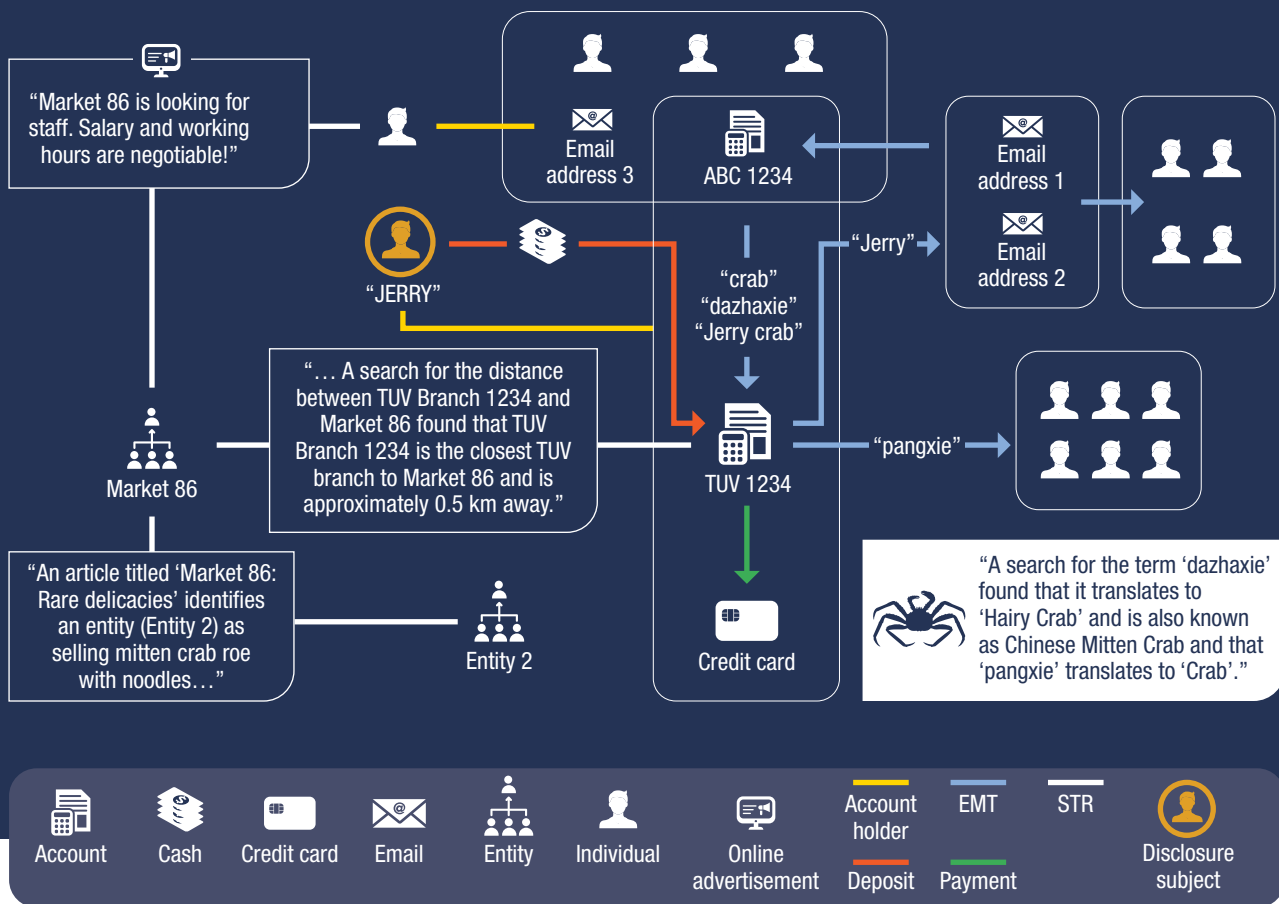 “Market 86 is looking for
staff. Salary and working
hours are negotiable!”
Email
address 3
ABC 1234
Email
address 1
Email
address 2
“JERRY”
“crab”
“dazhaxie”
“Jerry crab”
“Jerry”
“… A search for the distance
between TUV Branch 1234 and
Market 86 found that TUV
Branch 1234 is the closest TUV
branch to Market 86 and is
approximately 0.5 km away.”
Market 86
TUV 1234
“pangxie”
“An article titled ‘Market 86:
Rare delicacies’ identifies
an entity (Entity 2) as
selling mitten crab roe
with noodles…”
Entity 2
Credit card
“A search for the term ‘dazhaxie’
found that it translates to
‘Hairy Crab’ and is also known
as Chinese Mitten Crab and that
‘pangxie’ translates to ‘Crab’.”
Account
Cash
Credit card
Email
Entity
Individual
Online
advertisement
Account
holder
Deposit
EMT
Payment
STR
Disclosure
subject